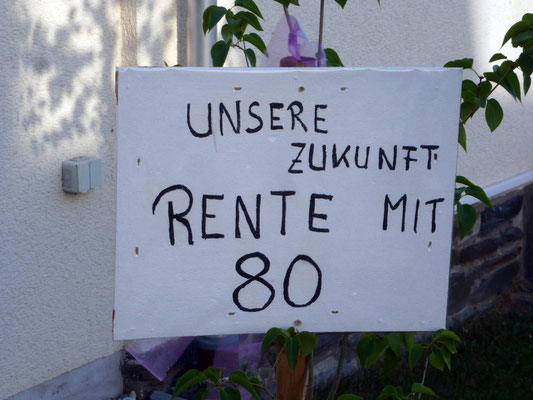 UNSERE
ZUKUNFT
RENTE MIT
80